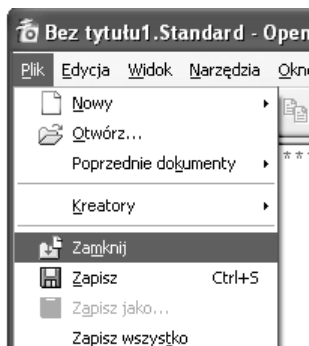 Bez tytułu1.Standard - Open
Plik Edycja Widok Narzędzia Okno
Nowy
Otwórz...
Poprzednie dokumenty
***
Kreatory
Zamknij
Zapisz Ctrl+S
Zapisz jako...
Zapisz wszystko